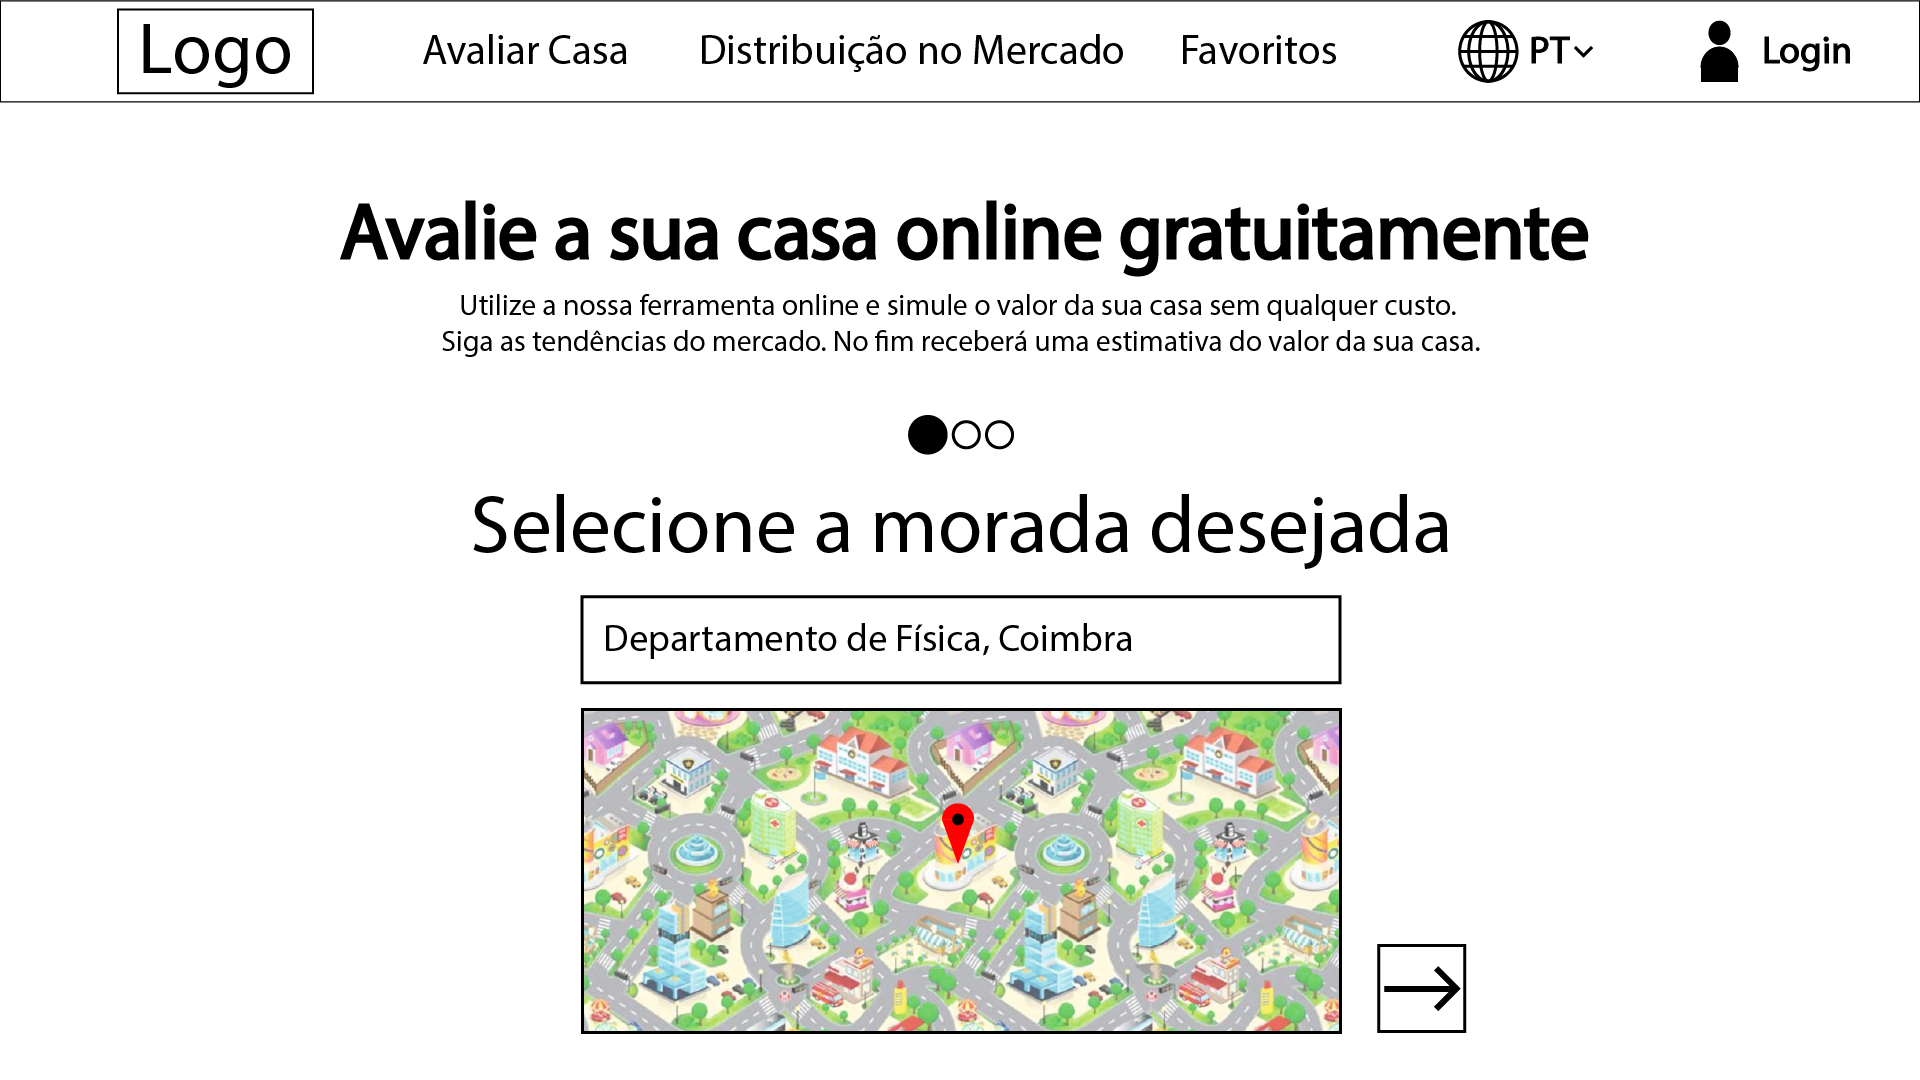 Logo
Avaliar Casa
Distribuição no Mercado
Favoritos
PT
Login
Avalie a sua casa online gratuitamente
Utilize a nossa ferramenta online e simule o valor da sua casa sem qualquer custo.
Siga as tendências do mercado. No fim receberá uma estimativa do valor da sua casa.
Selecione a morada desejada
Departamento de Física, Coimbra